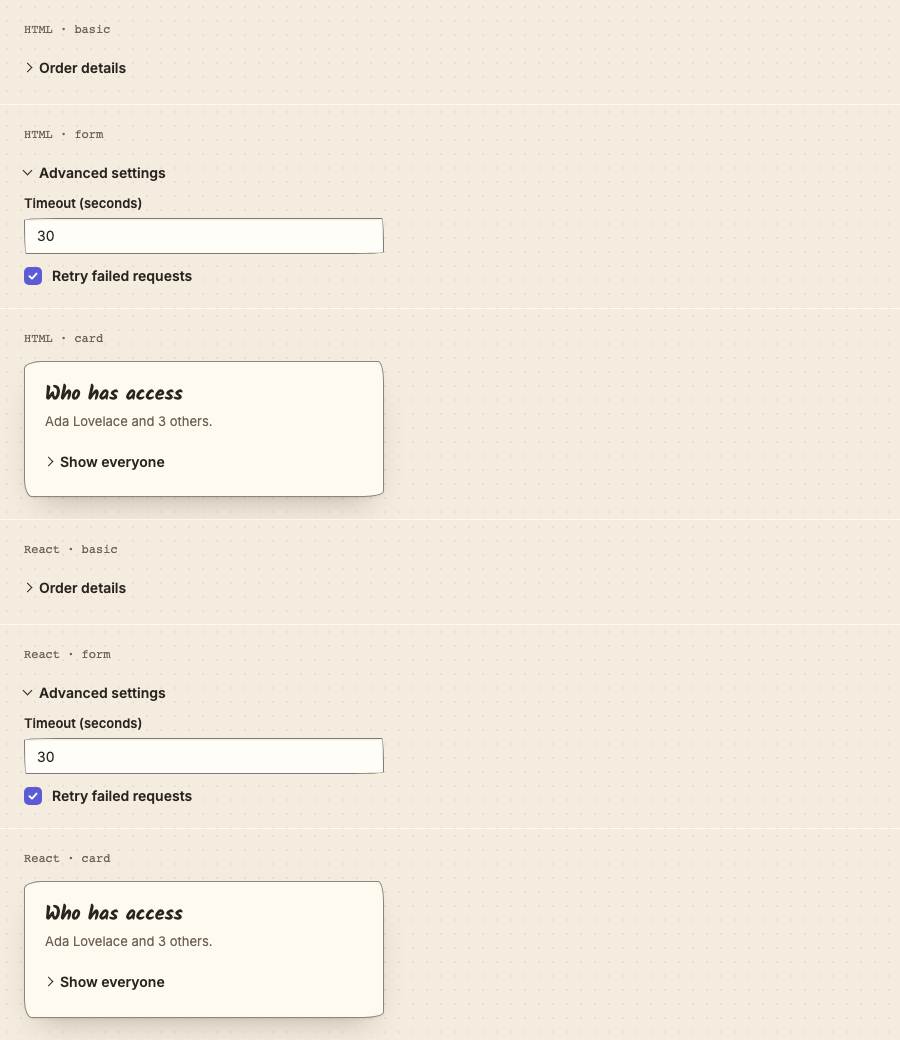 HTML · basic
Order details
HTML · form
Advanced settings
Timeout (seconds)
30
Retry failed requests
HTML · card
Who has access
Ada Lovelace and 3 others.
Show everyone
React · basic
Order details
React · form
Advanced settings
Timeout (seconds)
30
Retry failed requests
React · card
Who has access
Ada Lovelace and 3 others.
Show everyone